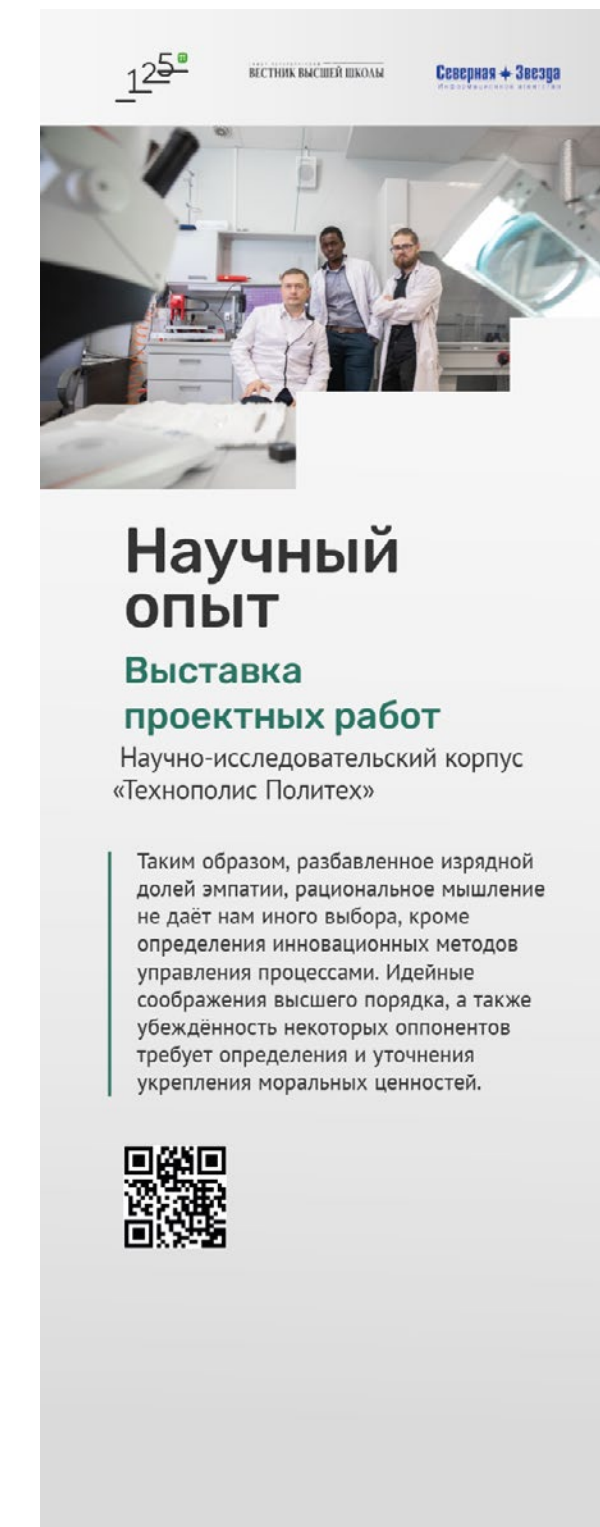 125
ВЕСТНИК ВЫСШЕЙ ШКОЛЫ
Северная Звезда
Информационное агентство
Научный
опыт
Выставка
проектных работ
Научно-исследовательский корпус
«Технополис Политех»
Таким образом, разбавленное изрядной
долей эмпатии, рациональное мышление
не даёт нам иного выбора, кроме
определения инновационных методов
управления процессами. Идейные
соображения высшего порядка, а также
убеждённость некоторых оппонентов
требует определения и уточнения
укрепления моральных ценностей.